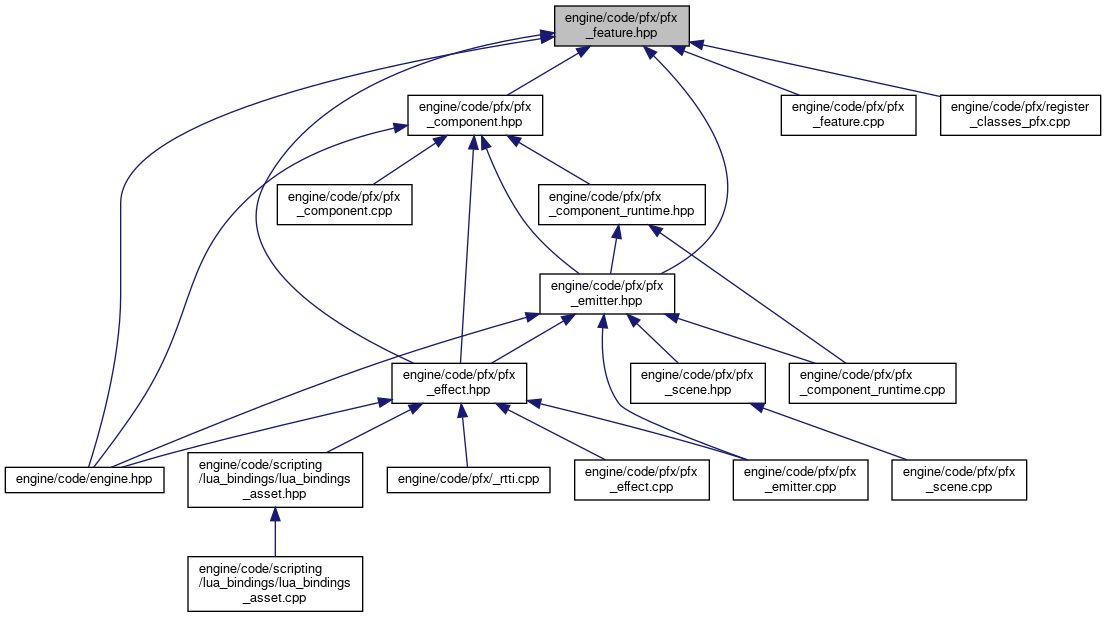 engine/code/pfx/pfx
_feature.hpp
engine/code/pfx/pfx
_component.hpp
engine/code/pfx/pfx
_feature.cpp
engine/code/pfx/register
_classes_pfx.cpp
engine/code/pfx/pfx
_component.cpp
engine/code/pfx/pfx
_component_runtime.hpp
engine/code/pfx/pfx
_emitter.hpp
engine/code/pfx/pfx
_effect.hpp
engine/code/pfx/pfx
_scene.hpp
engine/code/pfx/pfx
_component_runtime.cpp
engine/code/engine.hpp
engine/code/scripting
/lua_bindings/lua_bindings
_asset.hpp
engine/code/pfx/_rtti.cpp
engine/code/pfx/pfx
_effect.cpp
engine/code/pfx/pfx
_emitter.cpp
engine/code/pfx/pfx
_scene.cpp
engine/code/scripting
/lua_bindings/lua_bindings
_asset.cpp